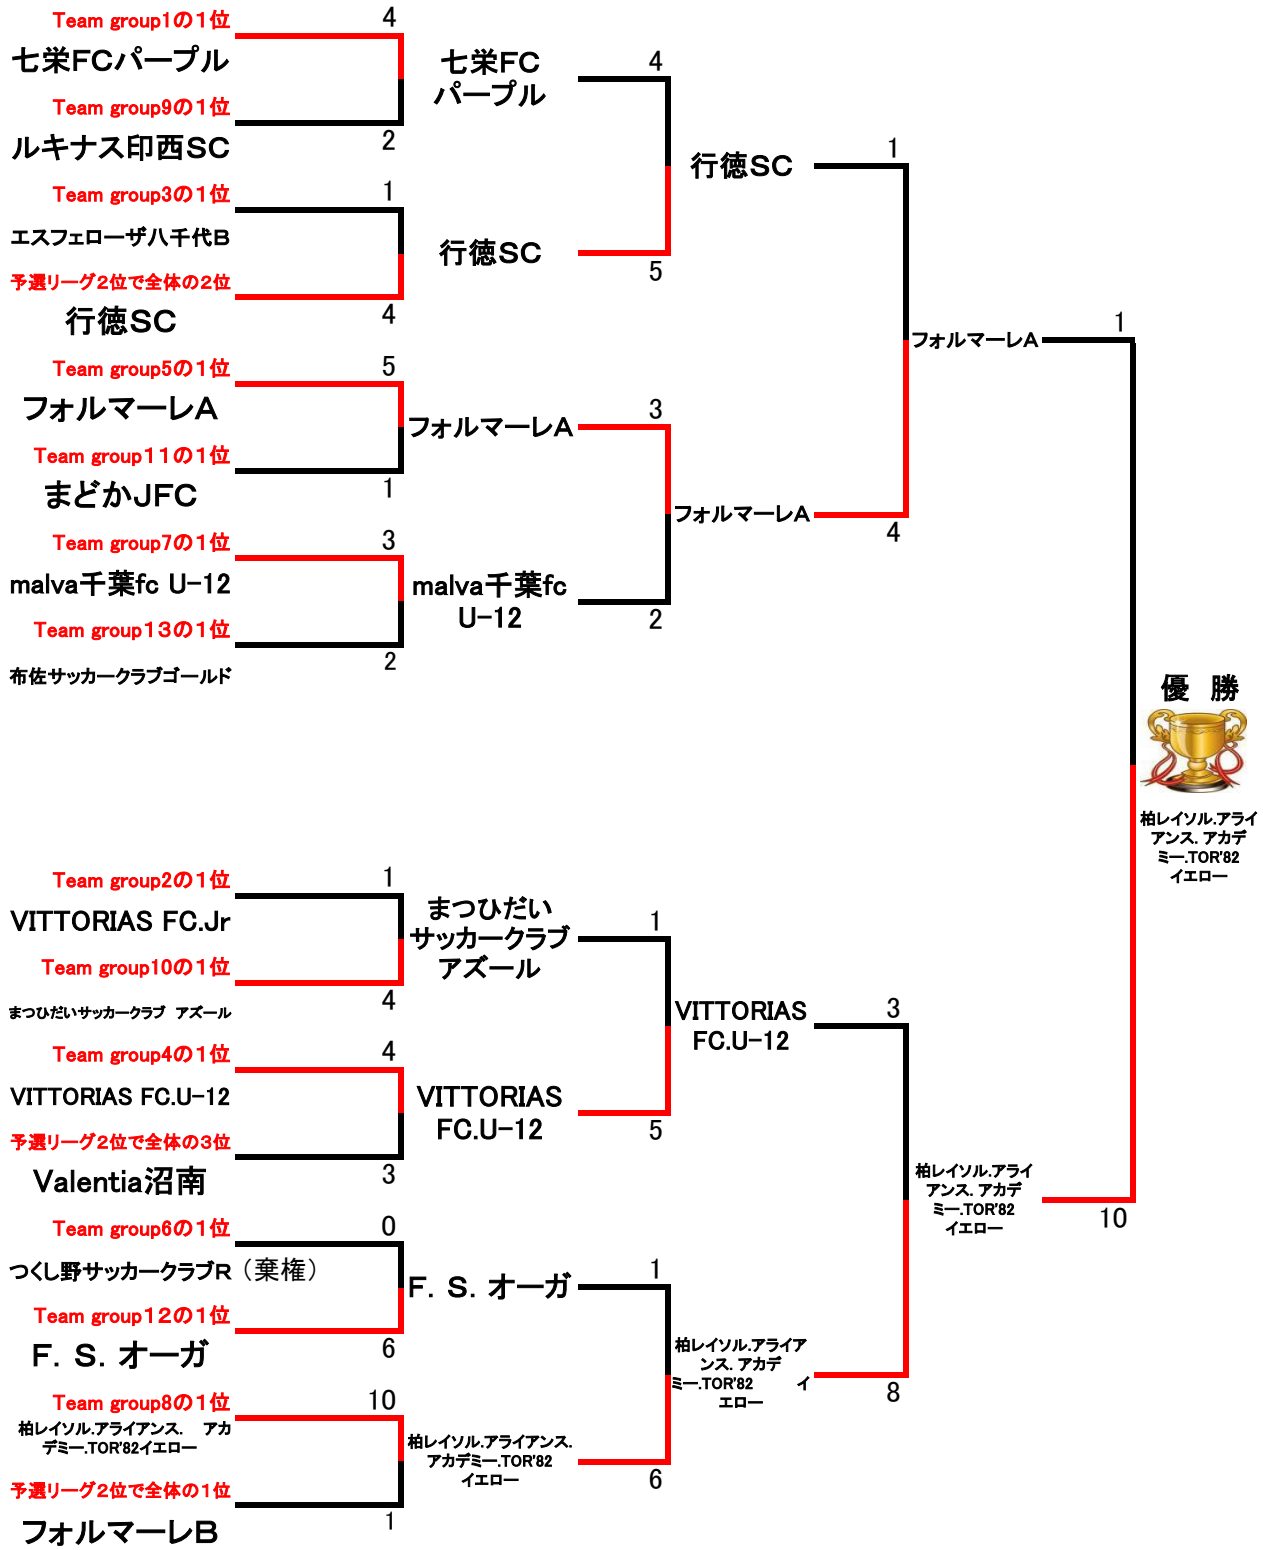 Team group1の１位
4
七栄FCパープル
Team group9の１位
2
ルキナス印西SC
Team group3の１位
1
エスフェローザ八千代B
予選リーグ２位で全体の２位
4
行徳SC
Team group5の１位
5
フォルマーレA
Team group１１の１位
1
まどかJFC
Team group7の１位
3
malva千葉fc U-12
Team group１３の１位
2
布佐サッカークラブゴールド
七栄FC
パープル
4
行徳SC
5
フォルマーレA
3
malva千葉fc
U-12
2
行徳SC
1
フォルマーレA
4
フォルマーレA
1
優　勝
柏レイソル.アライ
アンス. アカデ
ミー.TOR'82
イエロー
Team group2の１位
1
VITTORIAS FC.Jr
Team group10の１位
4
まつひだいサッカークラブ　アズール
Team group4の１位
4
VITTORIAS FC.U-12
予選リーグ２位で全体の３位
3
Valentia沼南
Team group6の１位
0
つくし野サッカークラブR（棄権）
Team group１２の１位
6
F．S．オーガ
Team group8の１位
10
柏レイソル.アライアンス.　アカ
デミー.TOR'82イエロー
予選リーグ２位で全体の１位
1
フォルマーレB
まつひだい
サッカークラブ
アズール
1
VITTORIAS
FC.U-12
5
F．S．オーガ
1
柏レイソル.アライアンス.
アカデミー.TOR'82
イエロー
6
VITTORIAS
FC.U-12
3
柏レイソル.アライア
ンス. アカデ
ミー.TOR'82　　　イ
エロー
8
柏レイソル.アライ
アンス. アカデ
ミー.TOR'82
イエロー
10